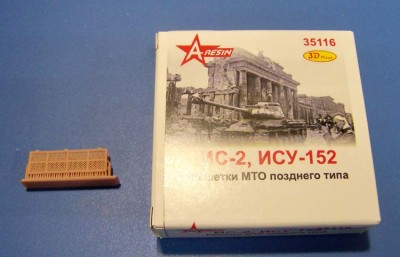 A-RESIN
35116
3D
ИС-2, ИСУ-152
решетки МТО позднего типа